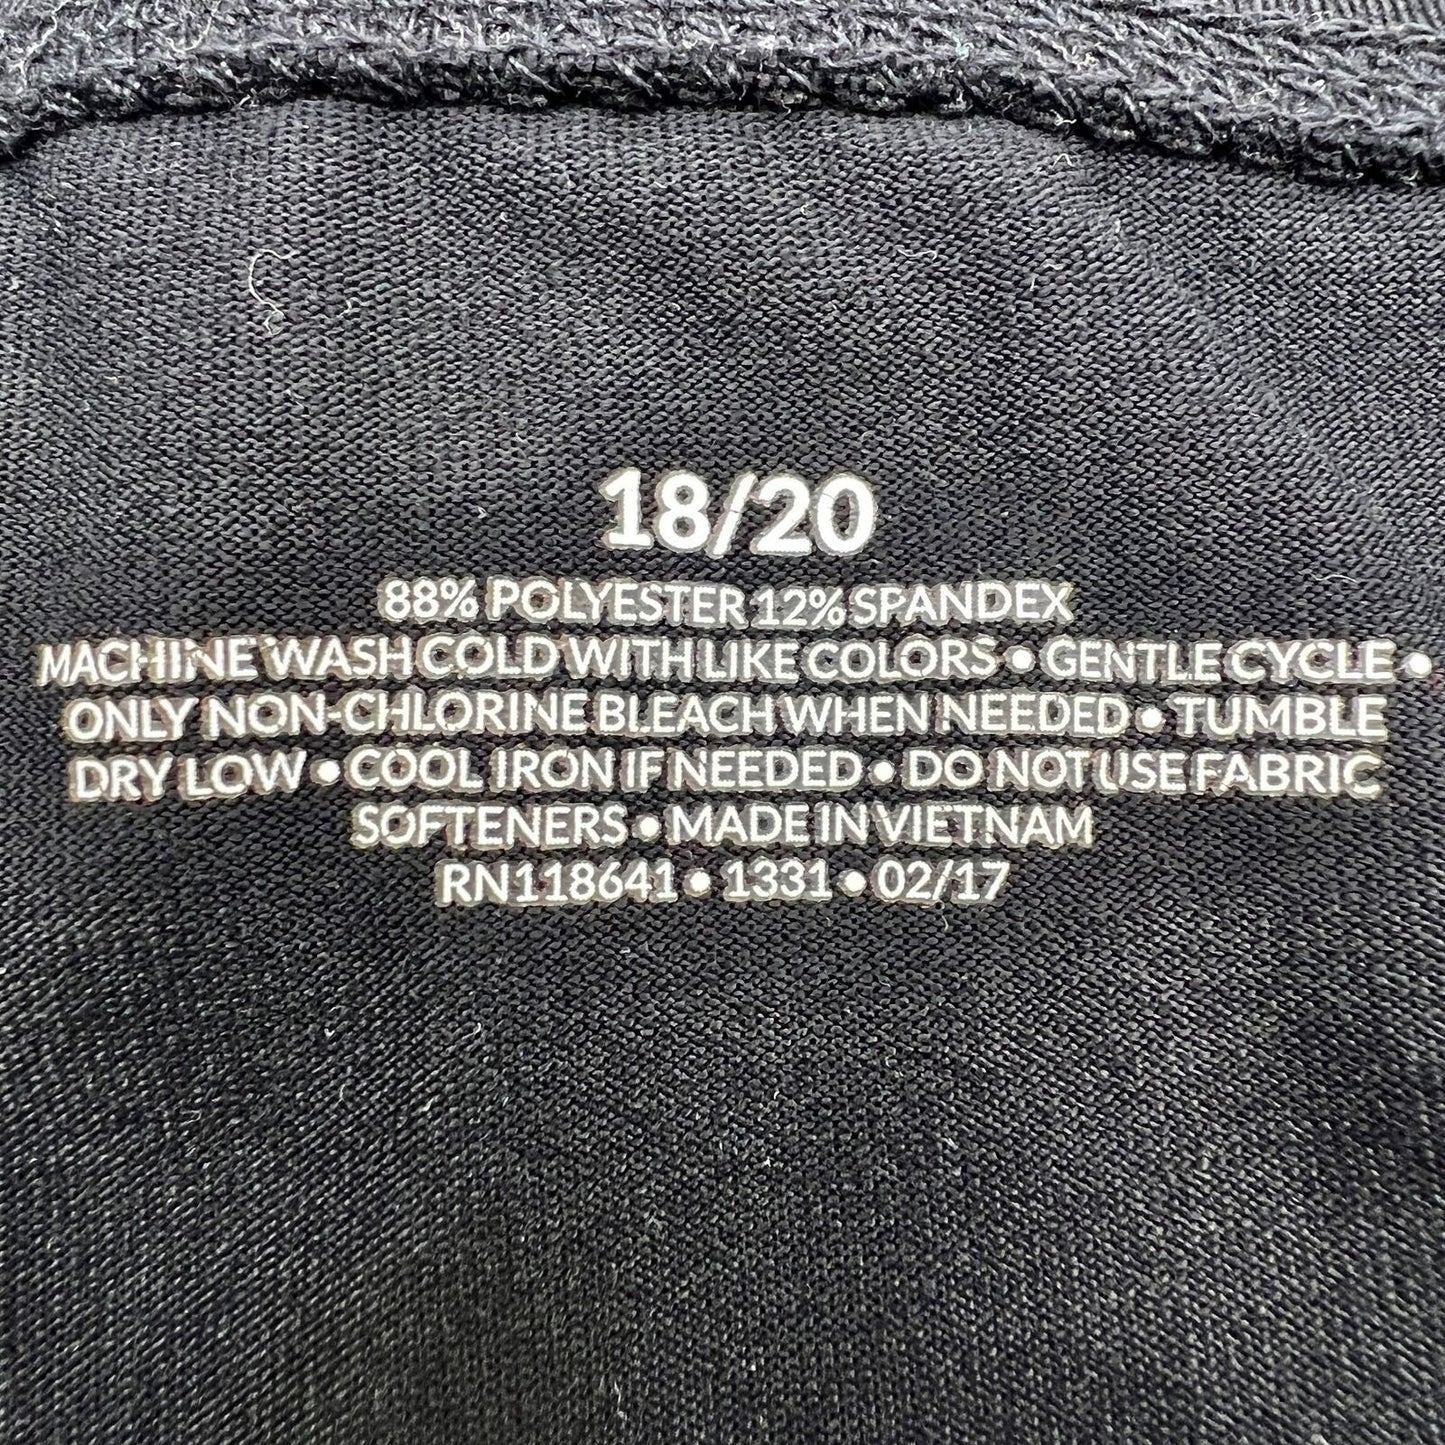 18/20
88% POLYESTER 12% SPANDEX
MACHINE WASH COLD WITH LIKE COLORS • GENTLE CYCLE •
ONLY NON-CHLORINE BLEACH WHEN NEEDED • TUMBLE
DRY LOW • COOL IRON IF NEEDED • DO NOT USE FABRIC
SOFTENERS • MADE IN VIETNAM
RN118641 • 1331 • 02/17